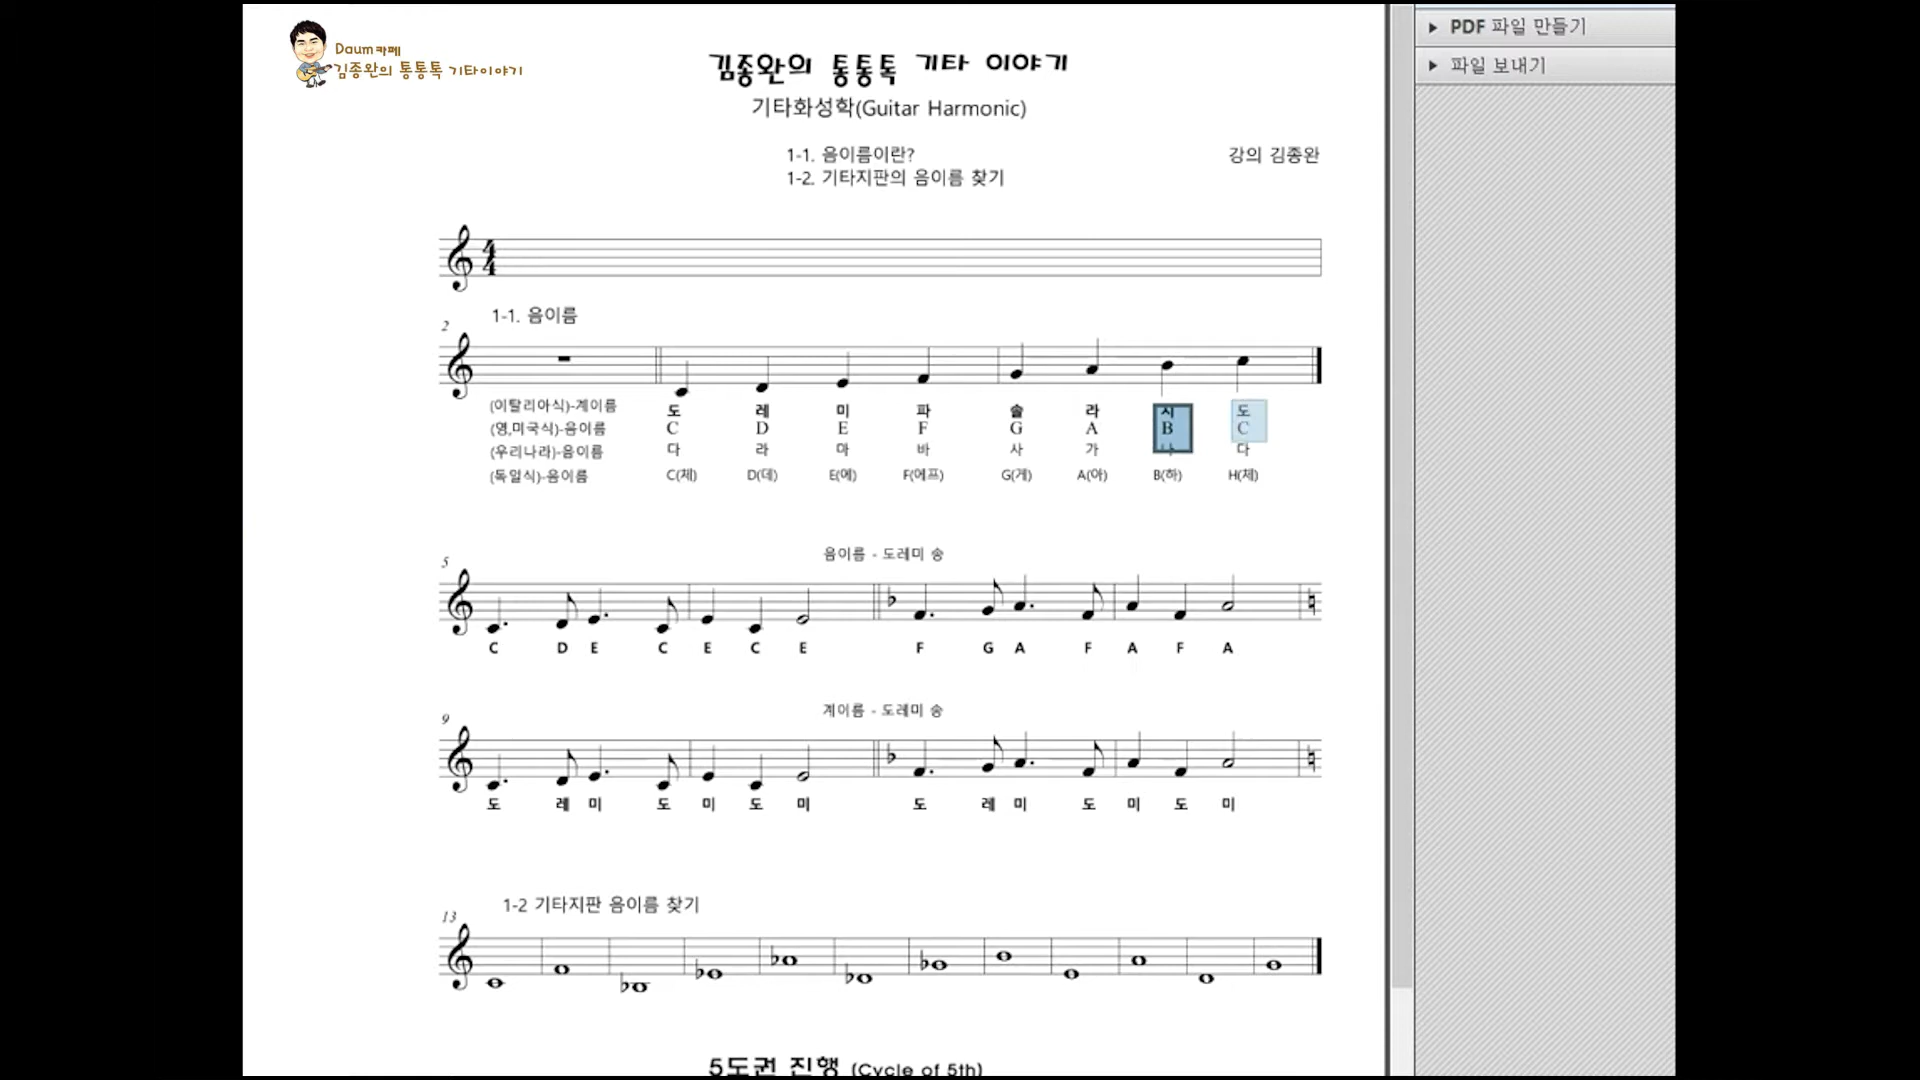 Daum카페
김종완의 통통톡 기타이야기
김종완의 통통톡 기타 이야기
기타화성학(Guitar Harmonic)
1-1. 음이름이란?
강의 김종완
1-2. 기타지판의 음이름 찾기
4
4
1-1. 음이름
2
(이탈리아식)-계이름 도 레 미 파 솔 라 시 도
(영,미국식)-음이름 C D E F G A B C
(우리나라)-음이름 다 라 마 바 사 가 나 다
(독일식)-음이름 C(체) D(데) E(에) F(에프) G(게) A(아) B(하) H(체)
음이름 - 도레미 송
5
C D E C E C E F G A F A F A
계이름 - 도레미 송
9
도 레 미 도 미 도 미 도 레 미 도 미 도 미
1-2 기타지판 음이름 찾기
13
5도권 진행 (Cycle of 5th)
PDF 파일 만들기
파일 보내기